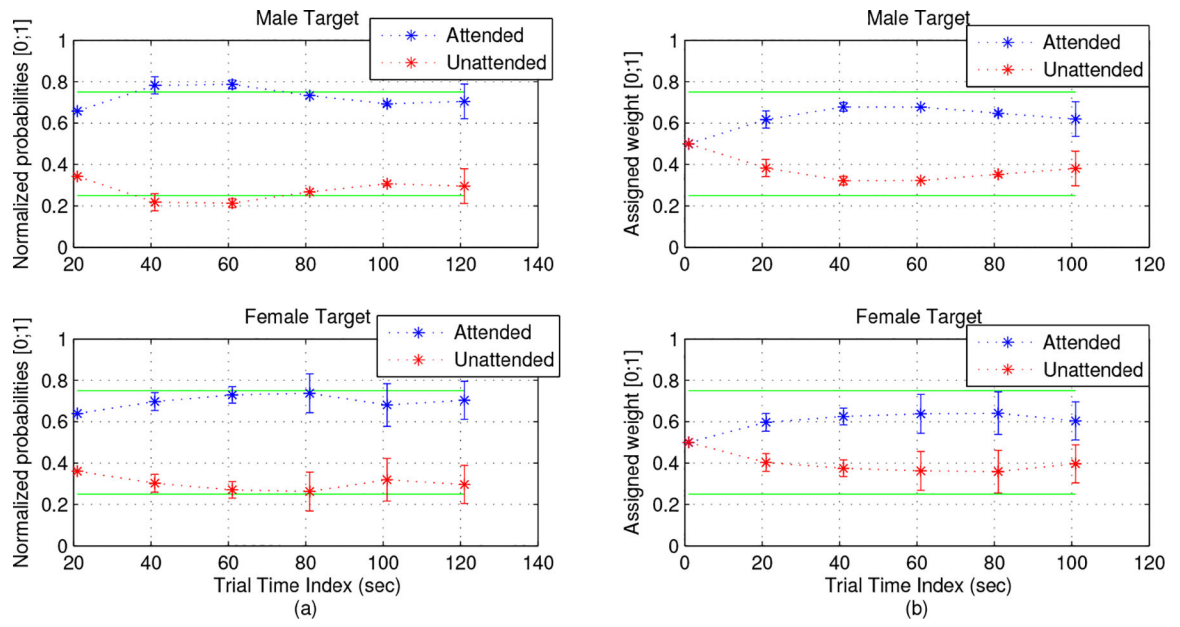 Male Target
Attended
Unattended
Normalized probabilities [0;1]
1
0.8
0.6
0.4
0.2
0
20 40 60 80 100 120 140
Male Target
Attended
Unattended
Assigned weight [0;1]
1
0.8
0.6
0.4
0.2
0
0 20 40 60 80 100 120
Female Target
Attended
Unattended
Normalized probabilities [0;1]
1
0.8
0.6
0.4
0.2
0
20 40 60 80 100 120 140
Trial Time Index (sec)
(a)
Female Target
Attended
Unattended
Assigned weight [0;1]
1
0.8
0.6
0.4
0.2
0
0 20 40 60 80 100 120
Trial Time Index (sec)
(b)